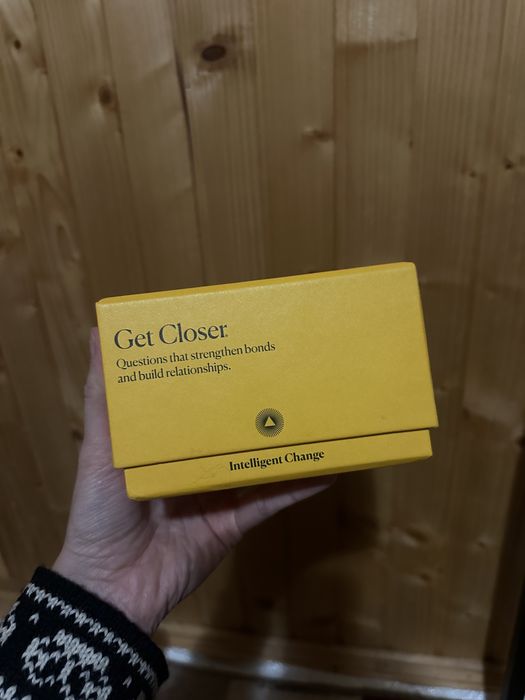 Get Closer.
Questions that strengthen bonds
and build relationships.
Intelligent Change